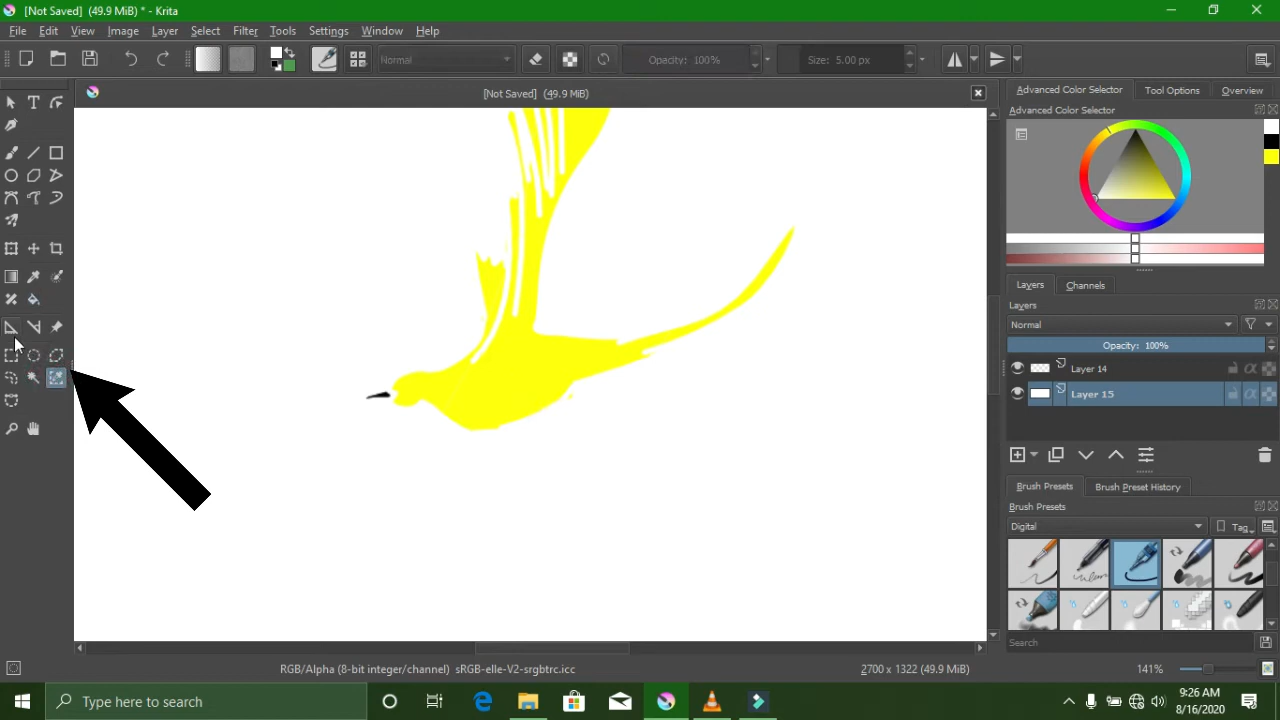 [Not Saved] (49.9 MiB) * - Krita
File Edit View Image Layer Select Filter Tools Settings Window Help
Normal
Opacity: 100%
Size: 5.00 px
[Not Saved] (49.9 MiB)
Advanced Color Selector
Tool Options
Overview
Advanced Color Selector
Layers
Channels
Layers
Normal
Opacity: 100%
Layer 14
Layer 15
Brush Presets
Brush Preset History
Brush Presets
Digital
Tag
Search
RGB/Alpha (8-bit integer/channel) sRGB-elle-V2-srgbtrc.icc
2700 x 1322 (49.9 MiB)
141%
Type here to search
9:26 AM
8/16/2020